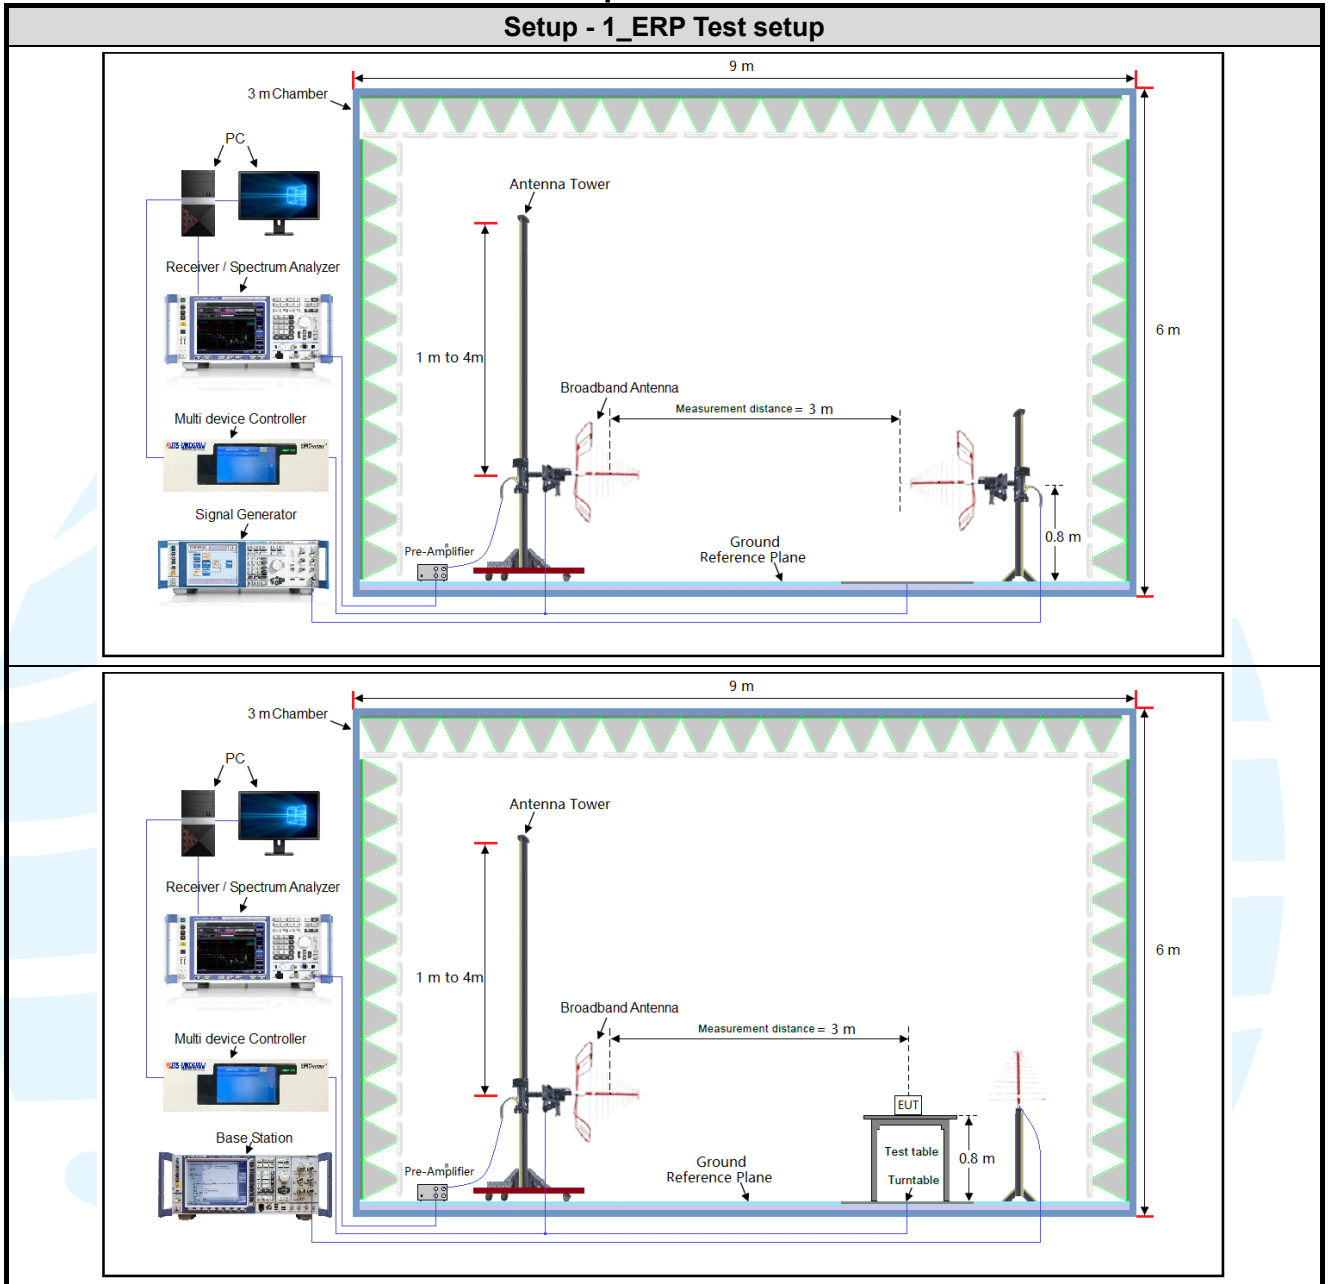 Setup - 1_ERP Test setup
9 m
3 m Chamber
PC
Antenna Tower
Receiver / Spectrum Analyzer
6 m
1 m to 4m
Broadband Antenna
Measurement distance = 3 m
Multi device Controller
Signal Generator
Ground
Reference Plane
0.8 m
Pre-Amplifier
9 m
3 m Chamber
PC
Antenna Tower
Receiver / Spectrum Analyzer
6 m
1 m to 4m
Broadband Antenna
Measurement distance = 3 m
Multi device Controller
EUT
Base Station
Test table
0.8 m
Ground
Reference Plane
Pre-Amplifier
Turntable